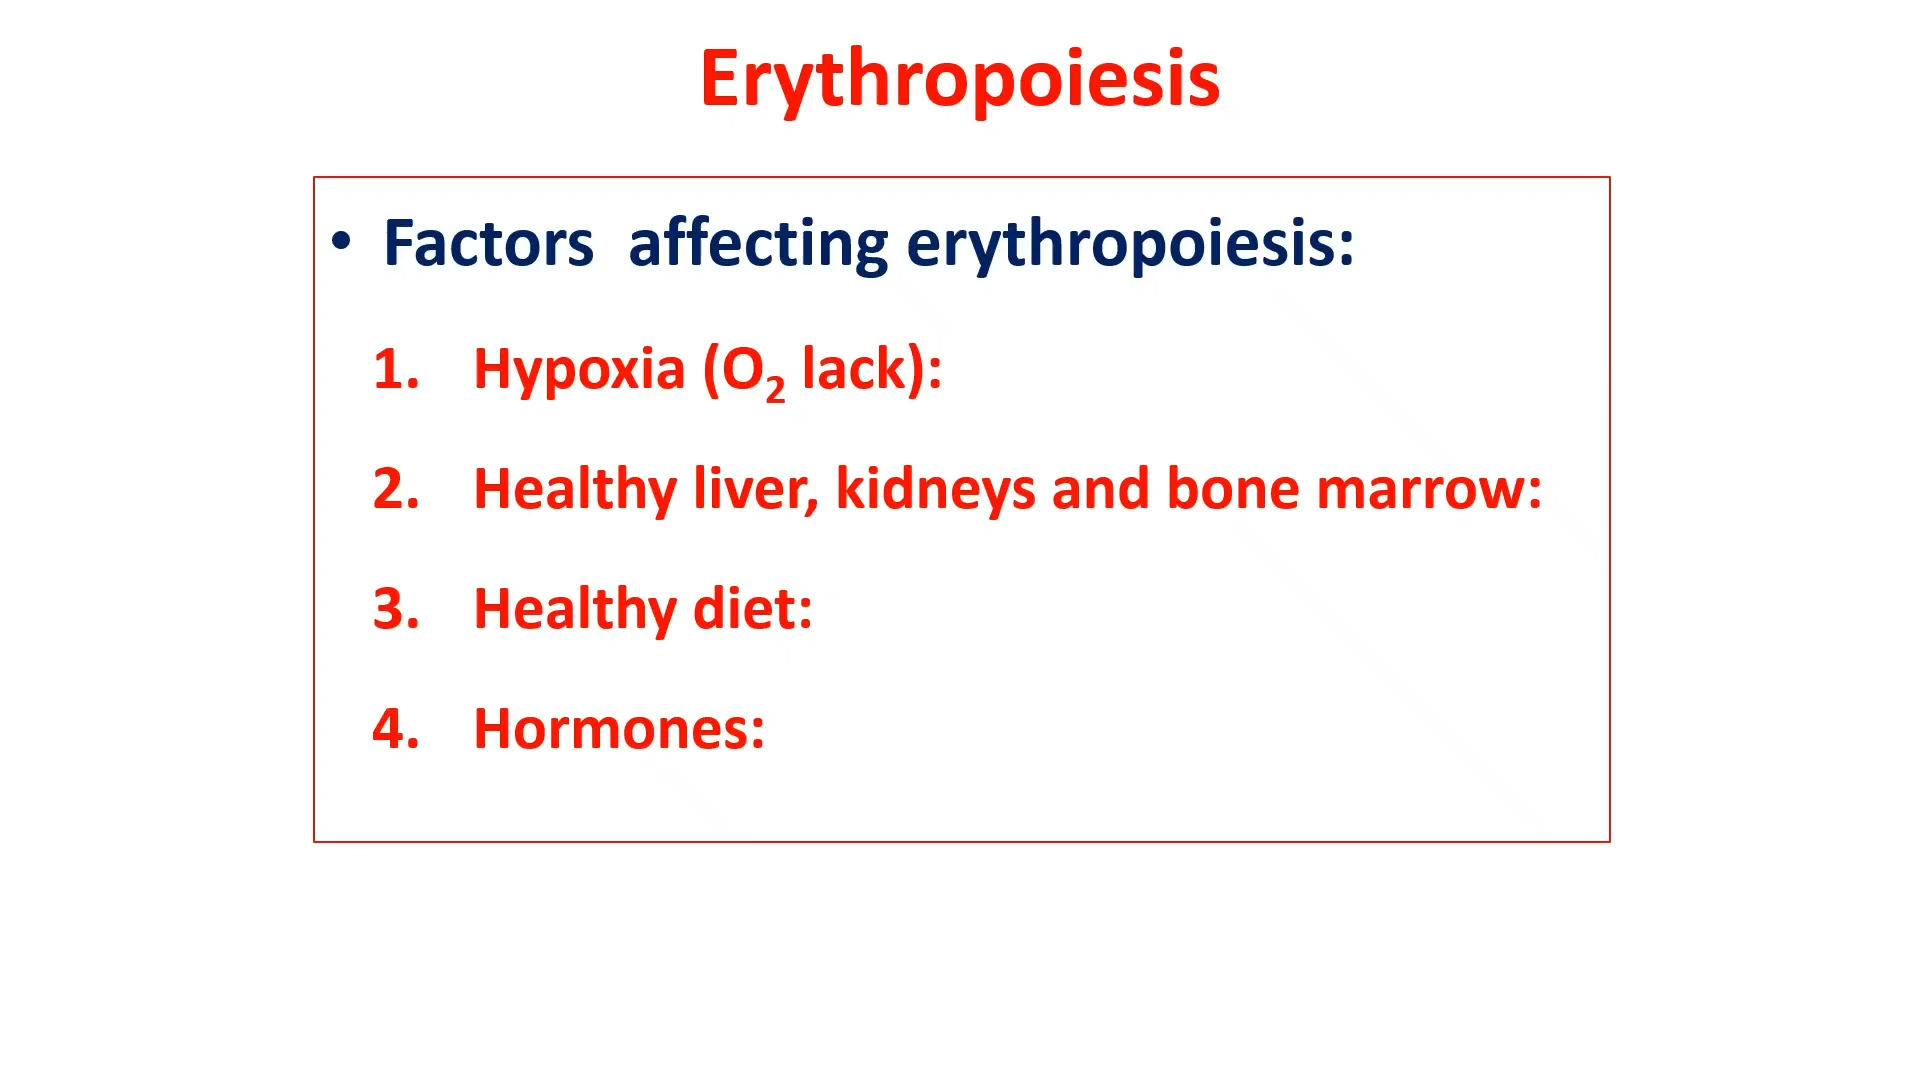 Erythropoiesis
• Factors affecting erythropoiesis:
1. Hypoxia (O₂ lack):
2. Healthy liver, kidneys and bone marrow:
3. Healthy diet:
4. Hormones: